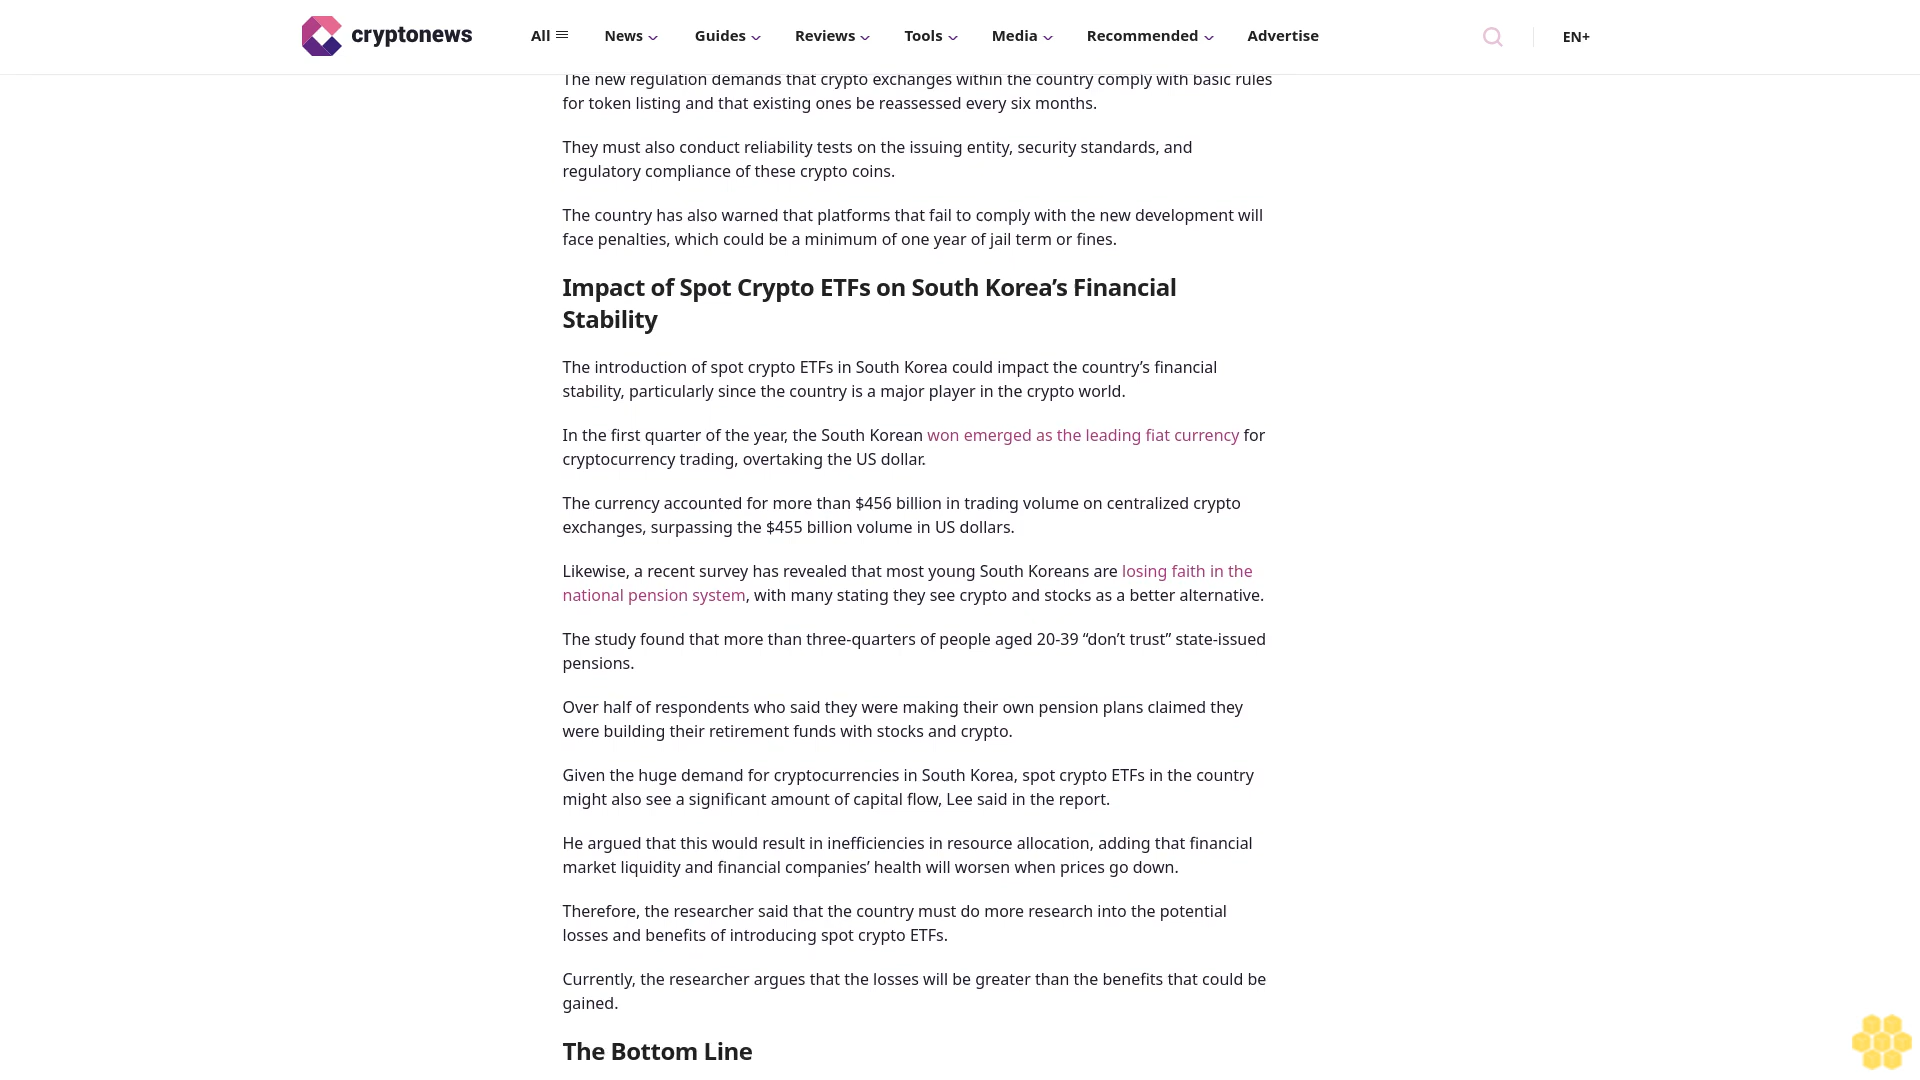 cryptonews
All
News
Guides
Reviews
Tools
Media
Recommended
Advertise
EN+
The new regulation demands that crypto exchanges within the country comply with basic rules
for token listing and that existing ones be reassessed every six months.
They must also conduct reliability tests on the issuing entity, security standards, and
regulatory compliance of these crypto coins.
The country has also warned that platforms that fail to comply with the new development will
face penalties, which could be a minimum of one year of jail term or fines.
Impact of Spot Crypto ETFs on South Korea’s Financial
Stability
The introduction of spot crypto ETFs in South Korea could impact the country’s financial
stability, particularly since the country is a major player in the crypto world.
In the first quarter of the year, the South Korean won emerged as the leading fiat currency for
cryptocurrency trading, overtaking the US dollar.
The currency accounted for more than $456 billion in trading volume on centralized crypto
exchanges, surpassing the $455 billion volume in US dollars.
Likewise, a recent survey has revealed that most young South Koreans are losing faith in the
national pension system, with many stating they see crypto and stocks as a better alternative.
The study found that more than three-quarters of people aged 20-39 “don’t trust” state-issued
pensions.
Over half of respondents who said they were making their own pension plans claimed they
were building their retirement funds with stocks and crypto.
Given the huge demand for cryptocurrencies in South Korea, spot crypto ETFs in the country
might also see a significant amount of capital flow, Lee said in the report.
He argued that this would result in inefficiencies in resource allocation, adding that financial
market liquidity and financial companies’ health will worsen when prices go down.
Therefore, the researcher said that the country must do more research into the potential
losses and benefits of introducing spot crypto ETFs.
Currently, the researcher argues that the losses will be greater than the benefits that could be
gained.
The Bottom Line